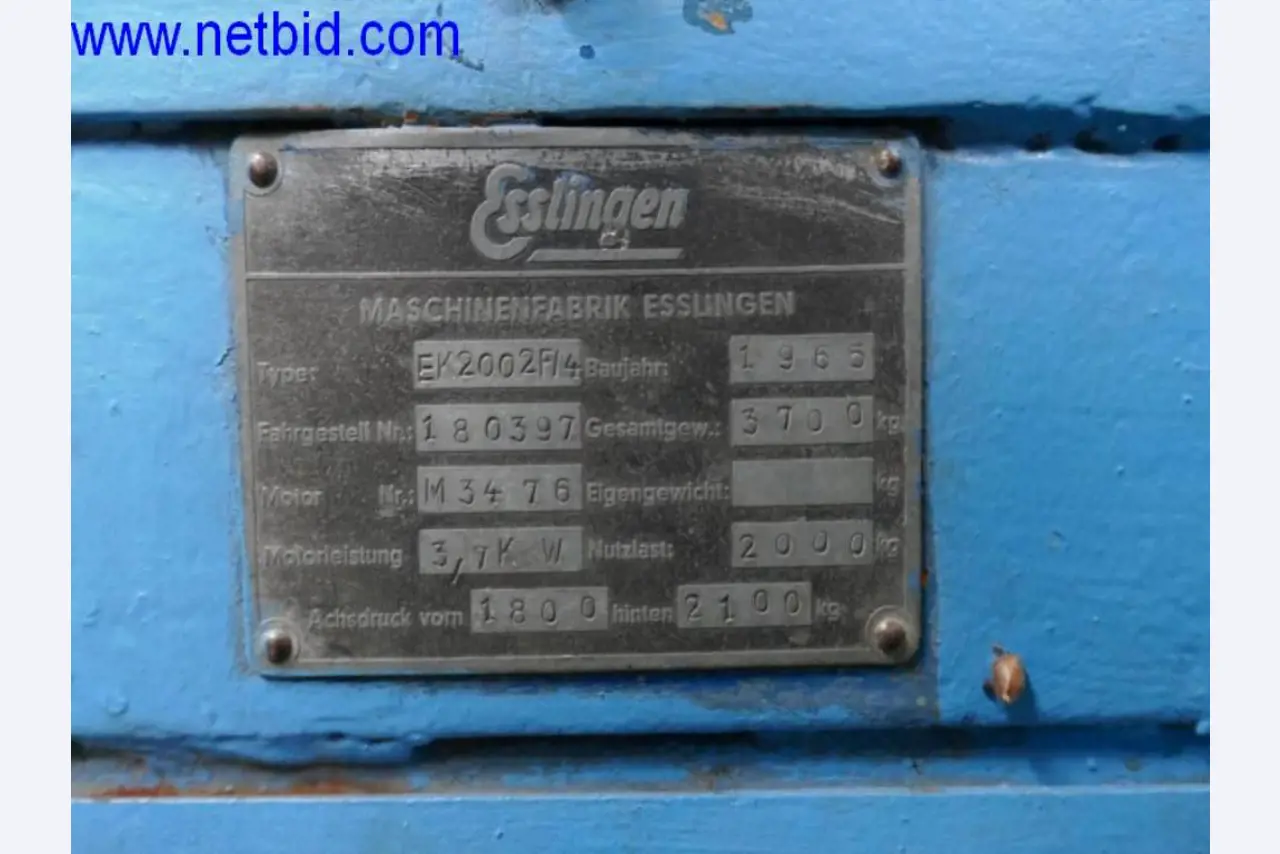 www.netbid.com
Esslingen
MASCHINENFABRIK ESSLINGEN
Type: EK2002F/4 Baujahr: 1965
Fahrgestell Nr.: 180397 Gesamtgew.: 3700 kg
Motor Nr.: M3476 Eigengewicht: kg
Motorleistung 3,7KW Nutzlast: 2000 kg
Achsdruck vorn 1800 hinten 2100 kg